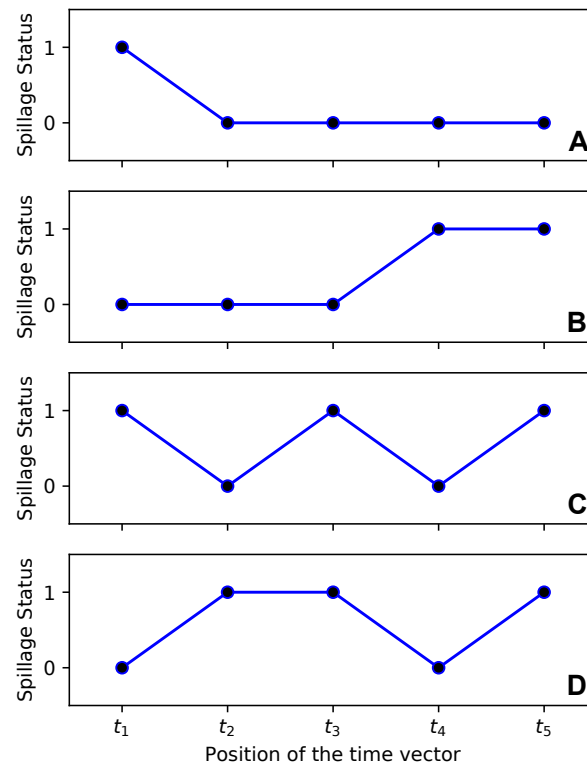 Spillage Status
1
0
A
Spillage Status
1
0
B
Spillage Status
1
0
C
Spillage Status
1
0
D
t₁ t₂ t₃ t₄ t₅
Position of the time vector